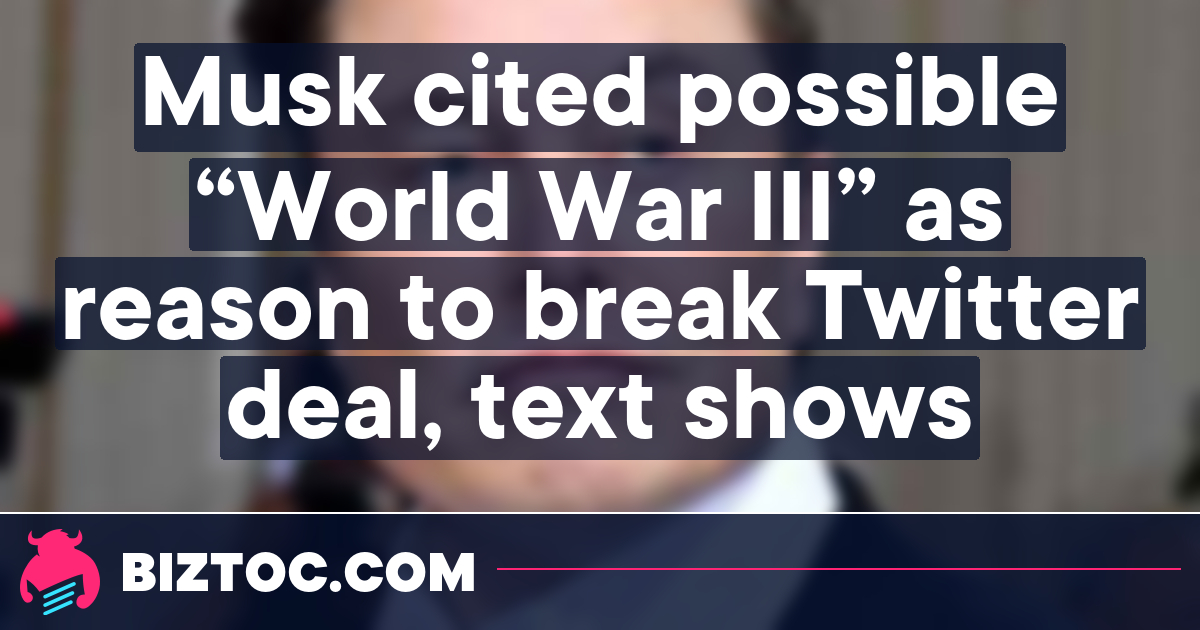 Musk cited possible
“World War III” as
reason to break Twitter
deal, text shows
BIZTOC.COM